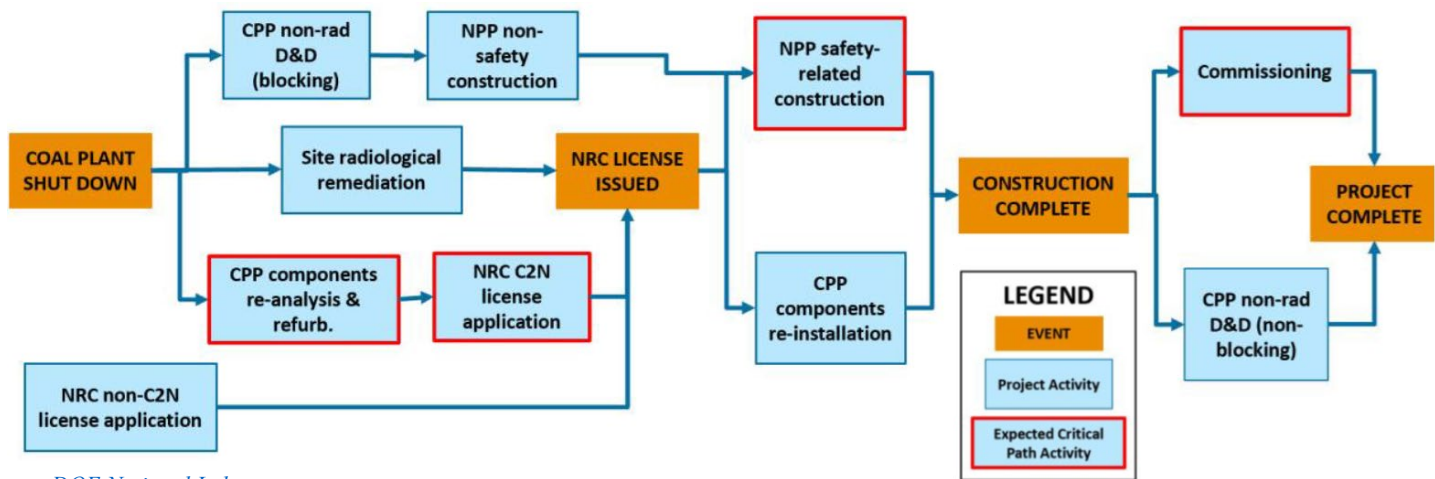 CPP non-rad
D&D
(blocking)
NPP non-
safety
construction
NPP safety-
related
construction
Commissioning
COAL PLANT
SHUT DOWN
Site radiological
remediation
NRC LICENSE
ISSUED
CONSTRUCTION
COMPLETE
PROJECT
COMPLETE
CPP components
re-analysis &
refurb.
NRC C2N
license
application
CPP
components
re-installation
CPP non-rad
D&D (non-
blocking)
NRC non-C2N
license application
LEGEND
EVENT
Project Activity
Expected Critical
Path Activity